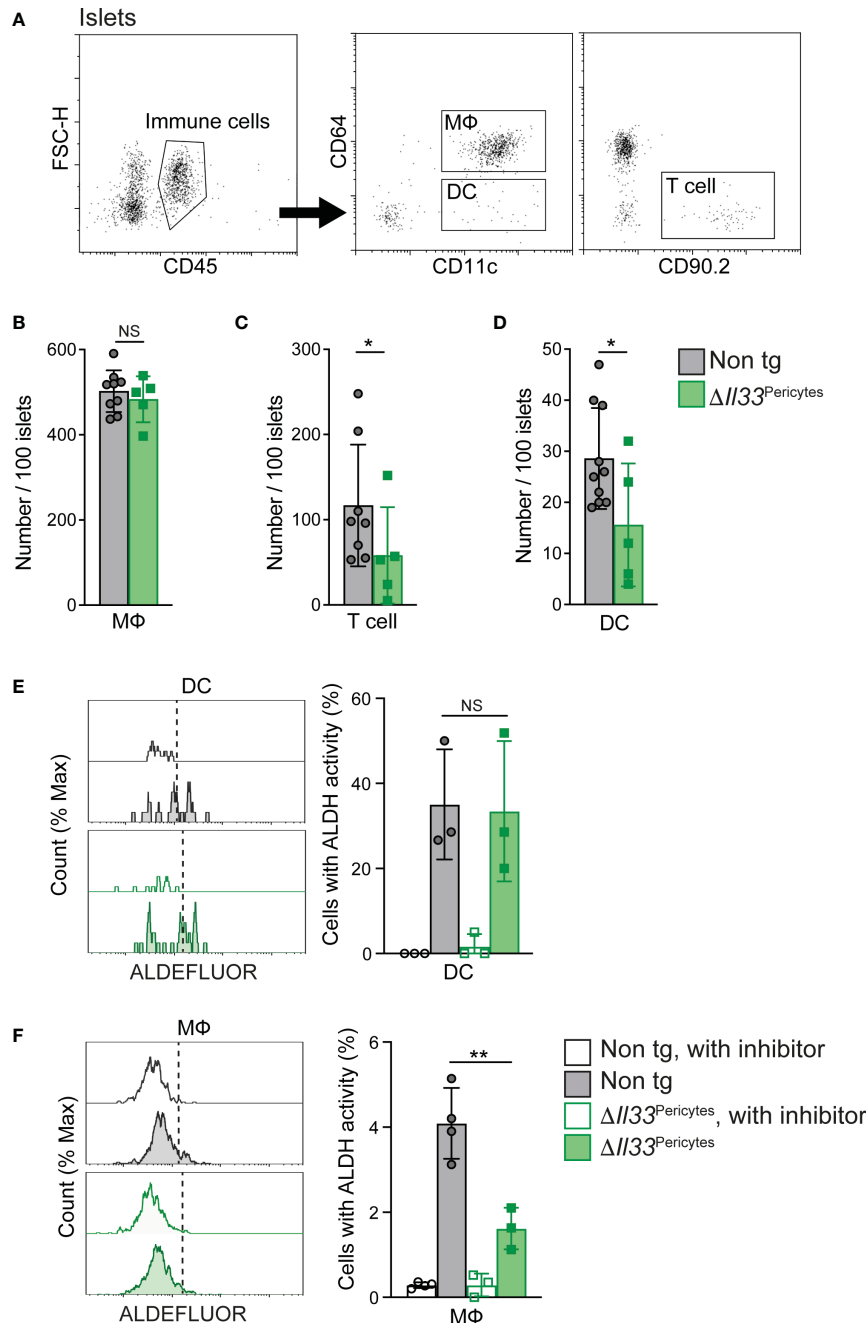 A
Islets
FSC-H
Immune cells
CD45
CD64
MΦ
DC
CD11c
T cell
CD90.2
B
NS
Number / 100 islets
600
400
200
0
MΦ
C
*
Number / 100 islets
300
200
100
0
T cell
D
*
Number / 100 islets
50
40
30
20
10
0
DC
Non tg
ΔIl33Pericytes
E
DC
Count (% Max)
ALDEFLUOR
Cells with ALDH activity (%)
60
40
20
0
NS
DC
F
MΦ
Count (% Max)
ALDEFLUOR
Cells with ALDH activity (%)
6
4
2
0
**
MΦ
Non tg, with inhibitor
Non tg
ΔIl33Pericytes, with inhibitor
ΔIl33Pericytes